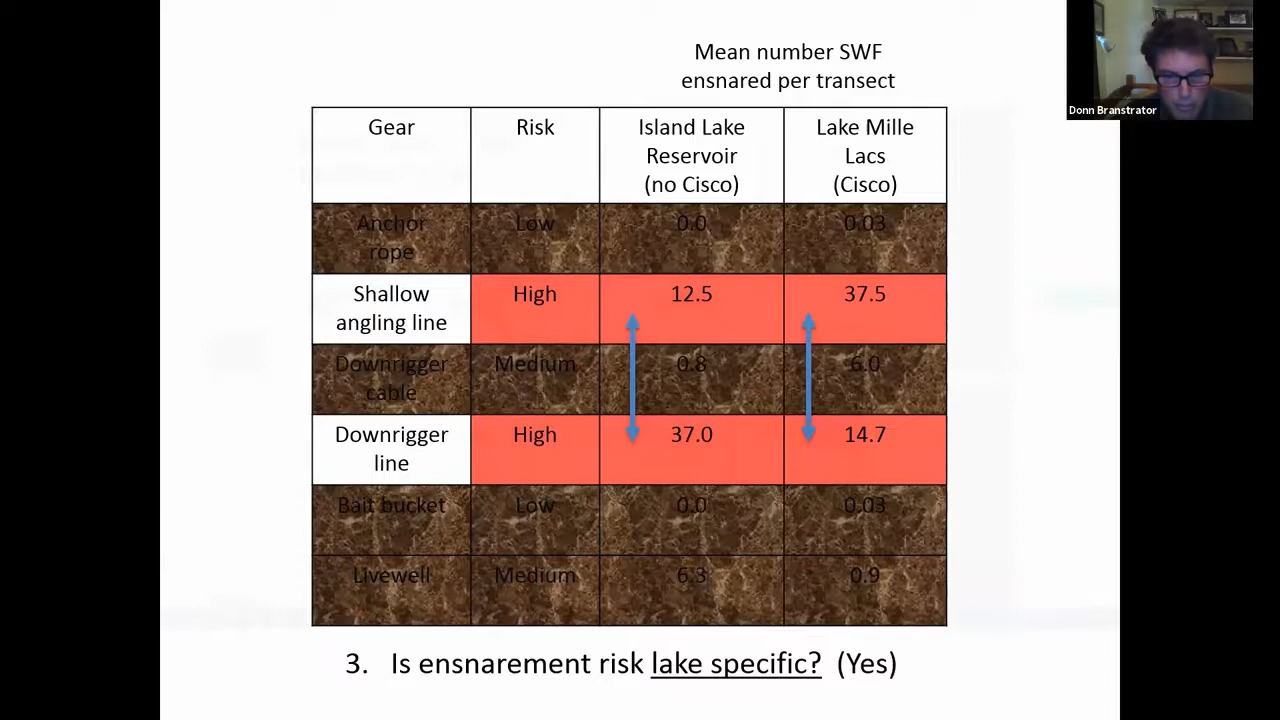 Mean number SWF
ensnared per transect
Donn Branstrator
Gear Risk Island Lake Lake Mille
Reservoir Lacs
(no Cisco) (Cisco)
Anchor Low 0.0 0.03
rope
Shallow High 12.5 37.5
angling line
Downrigger Medium 0.8 6.0
cable
Downrigger High 37.0 14.7
line
Bait bucket Low 0.0 0.03
Livewell Medium 6.3 0.9
3. Is ensnarement risk lake specific? (Yes)